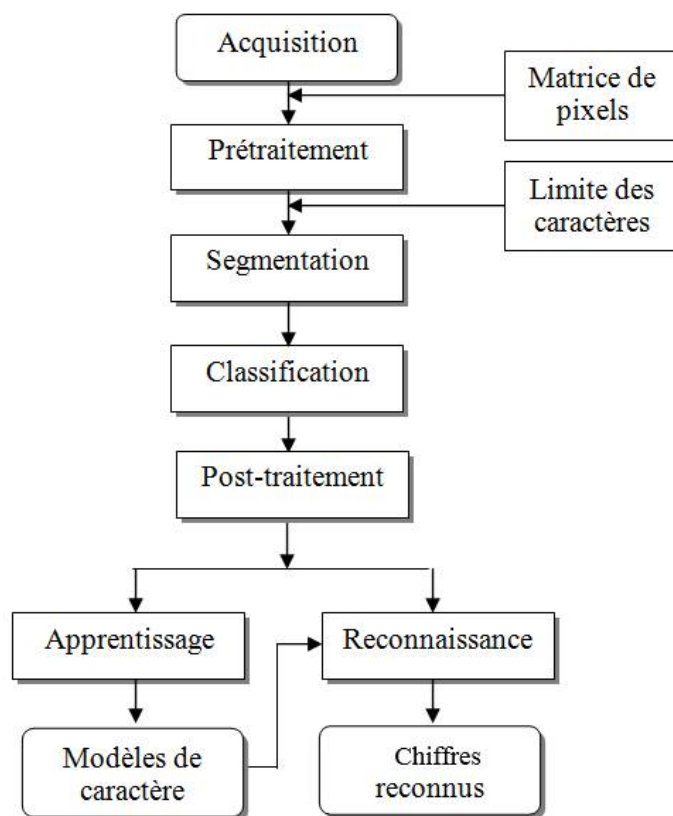 Acquisition
Matrice de
pixels
Prétraitement
Limite des
caractères
Segmentation
Classification
Post-traitement
Apprentissage
Reconnaissance
Modèles de
caractère
Chiffres
reconnus